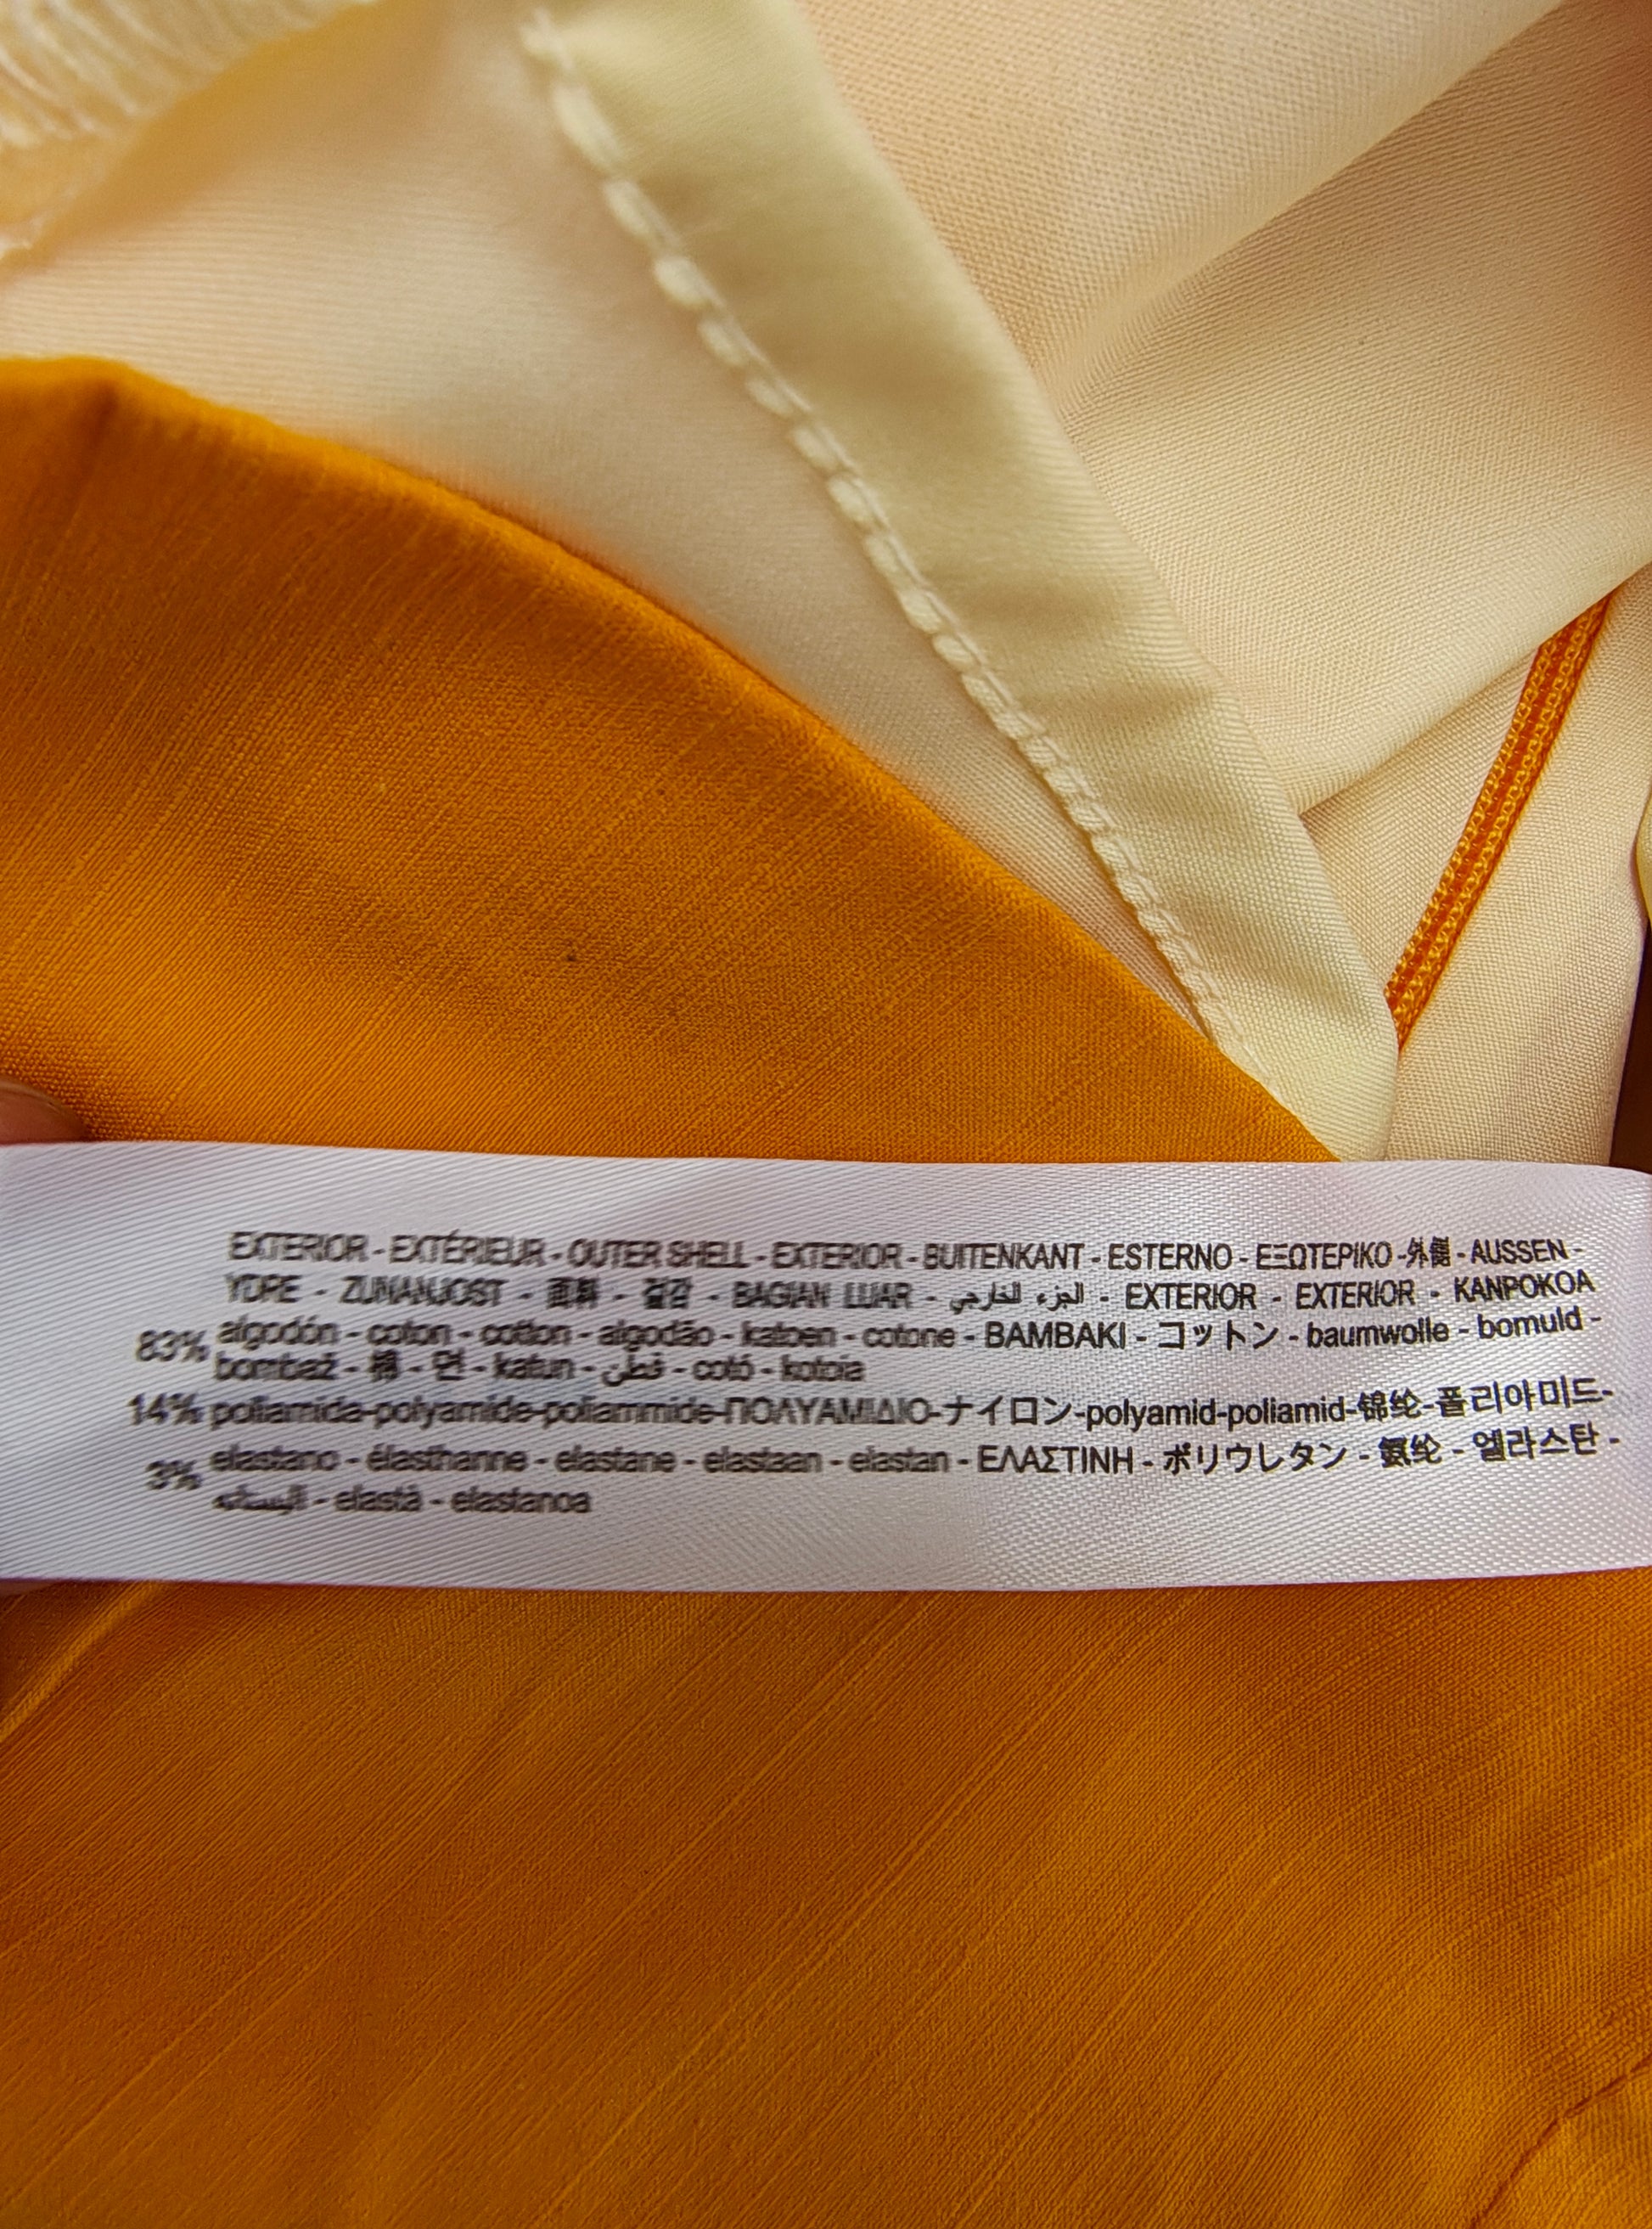 EXTERIOR - EXTÉRIEUR - OUTER SHELL - EXTERIOR - BUITENKANT - ESTERNO - ΕΞΩΤΕΡΙΚΟ - 外側 - AUSSEN -
YDRE - ZUNANJOST - 面料 - 겉감 - BAGIAN LUAR - الجزء الخارجي - EXTERIOR - EXTERIOR - KANPOKOA
83% algodón - coton - cotton - algodão - katoen - cotone - BAMBAKI - コットン - baumwolle - bomuld -
bombaž - 棉 - 면 - katun - قطن - cotó - kotoia
14% poliamida-polyamide-poliammide-ΠΟΛΥΑΜΙΔΙΟ-ナイロン-polyamid-poliamid-锦纶-폴리아미드-
3% elastano - élasthanne - elastane - elastaan - elastan - ΕΛΑΣΤΙΝΗ - ポリウレタン - 氨纶 - 엘라스탄 -
اليستانه - elastà - elastanoa